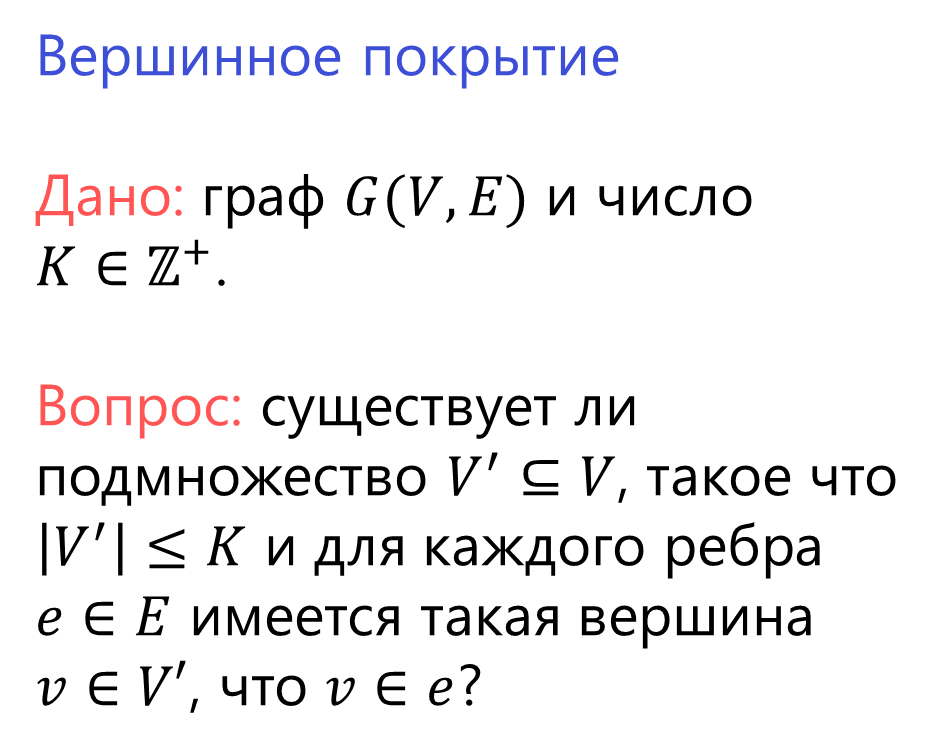 Вершинное покрытие
Дано: граф G(V, E) и число
K ∈ ℤ⁺.
Вопрос: существует ли
подмножество V′ ⊆ V, такое что
|V′| ≤ K и для каждого ребра
e ∈ E имеется такая вершина
v ∈ V′, что v ∈ e?